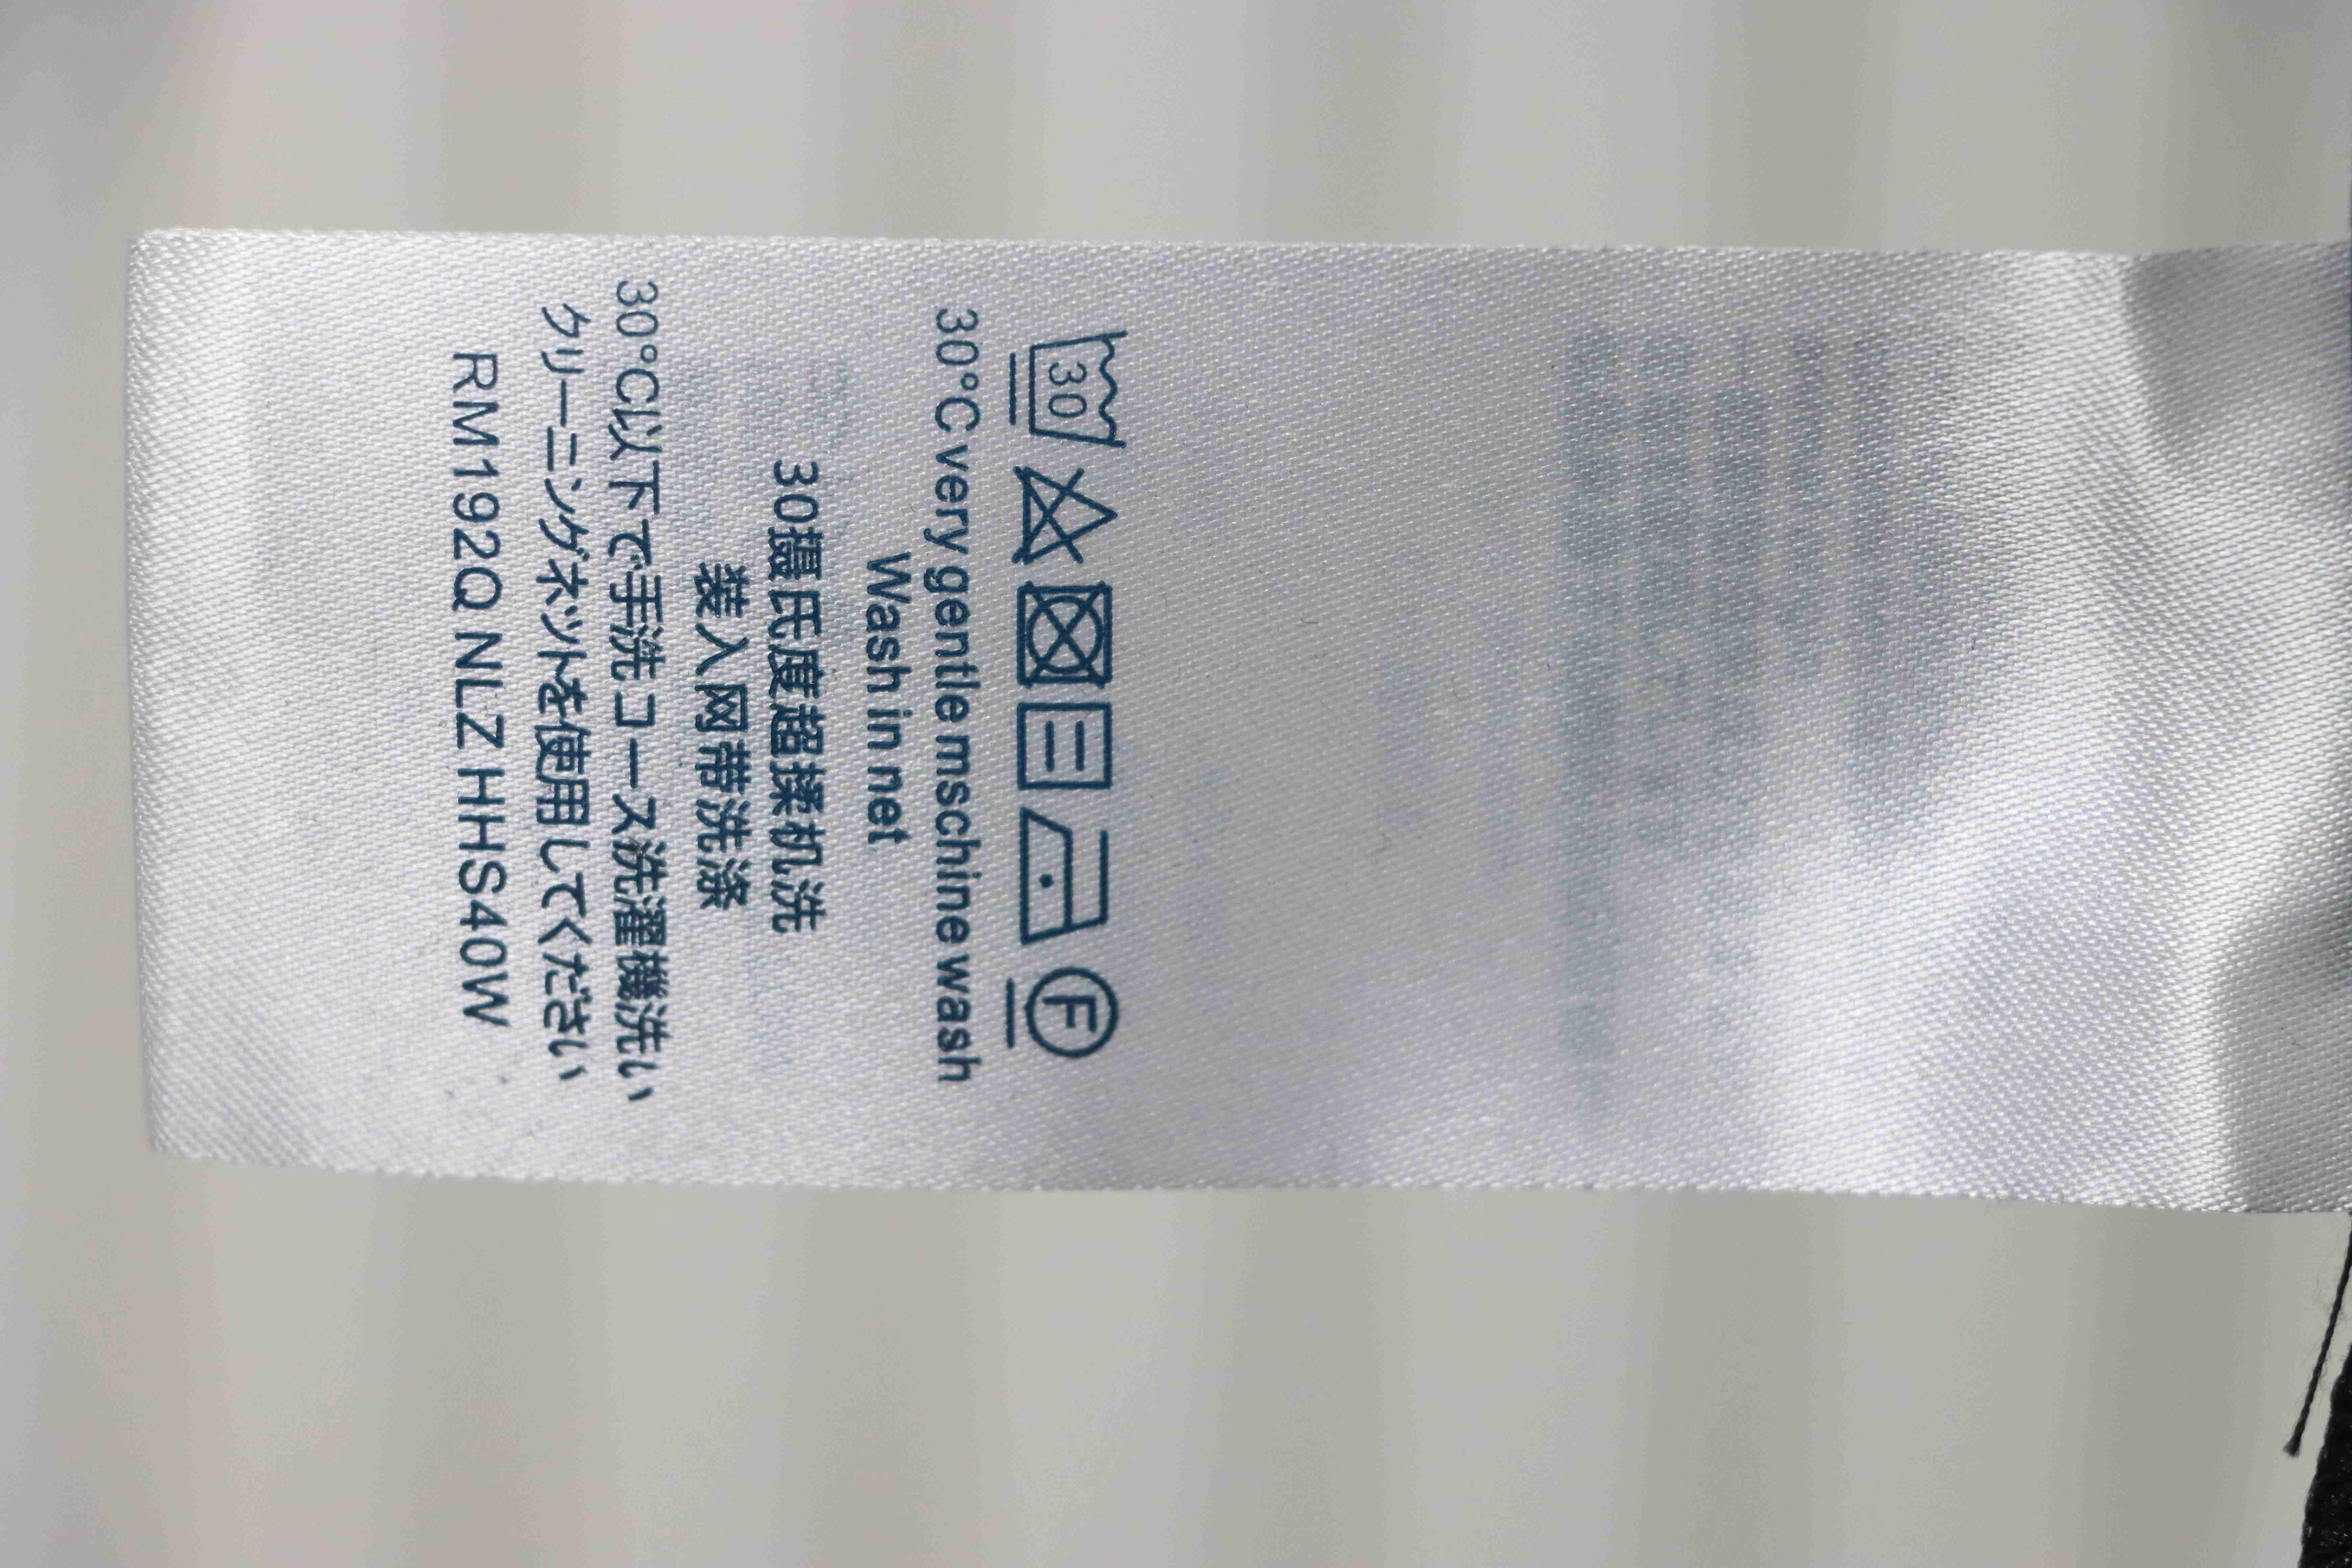 30
F
30°C very gentle mschine wash
Wash in net
30摄氏度超揉机洗
装入网带洗涤
30°C以下で手洗コース洗濯機洗い
クリーニングネットを使用してください
RM192Q NLZ HHS40W